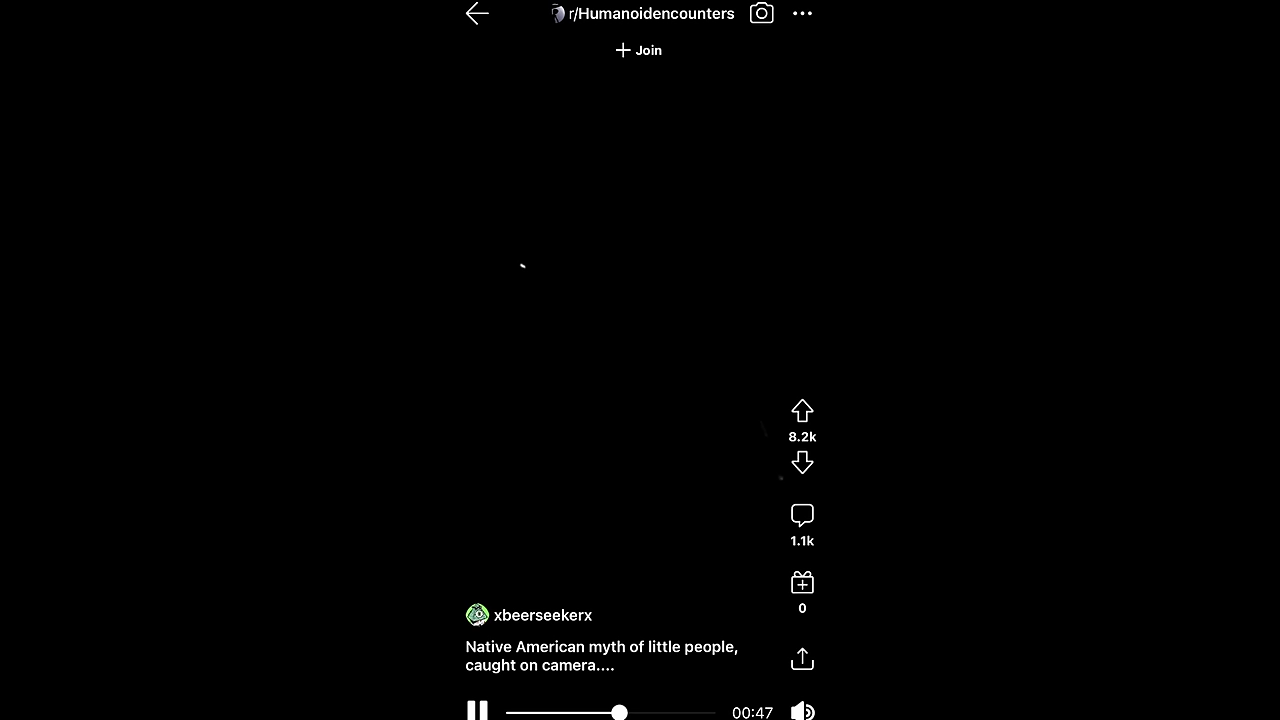 r/Humanoidencounters
Join
8.2k
1.1k
0
xbeerseekerx
Native American myth of little people,
caught on camera....
00:47